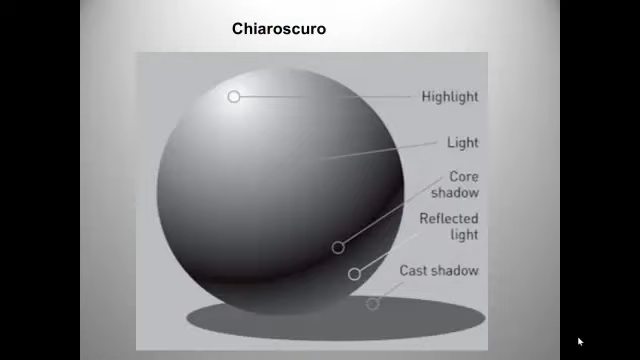 Chiaroscuro
Highlight
Light
Core
shadow
Reflected
light
Cast shadow